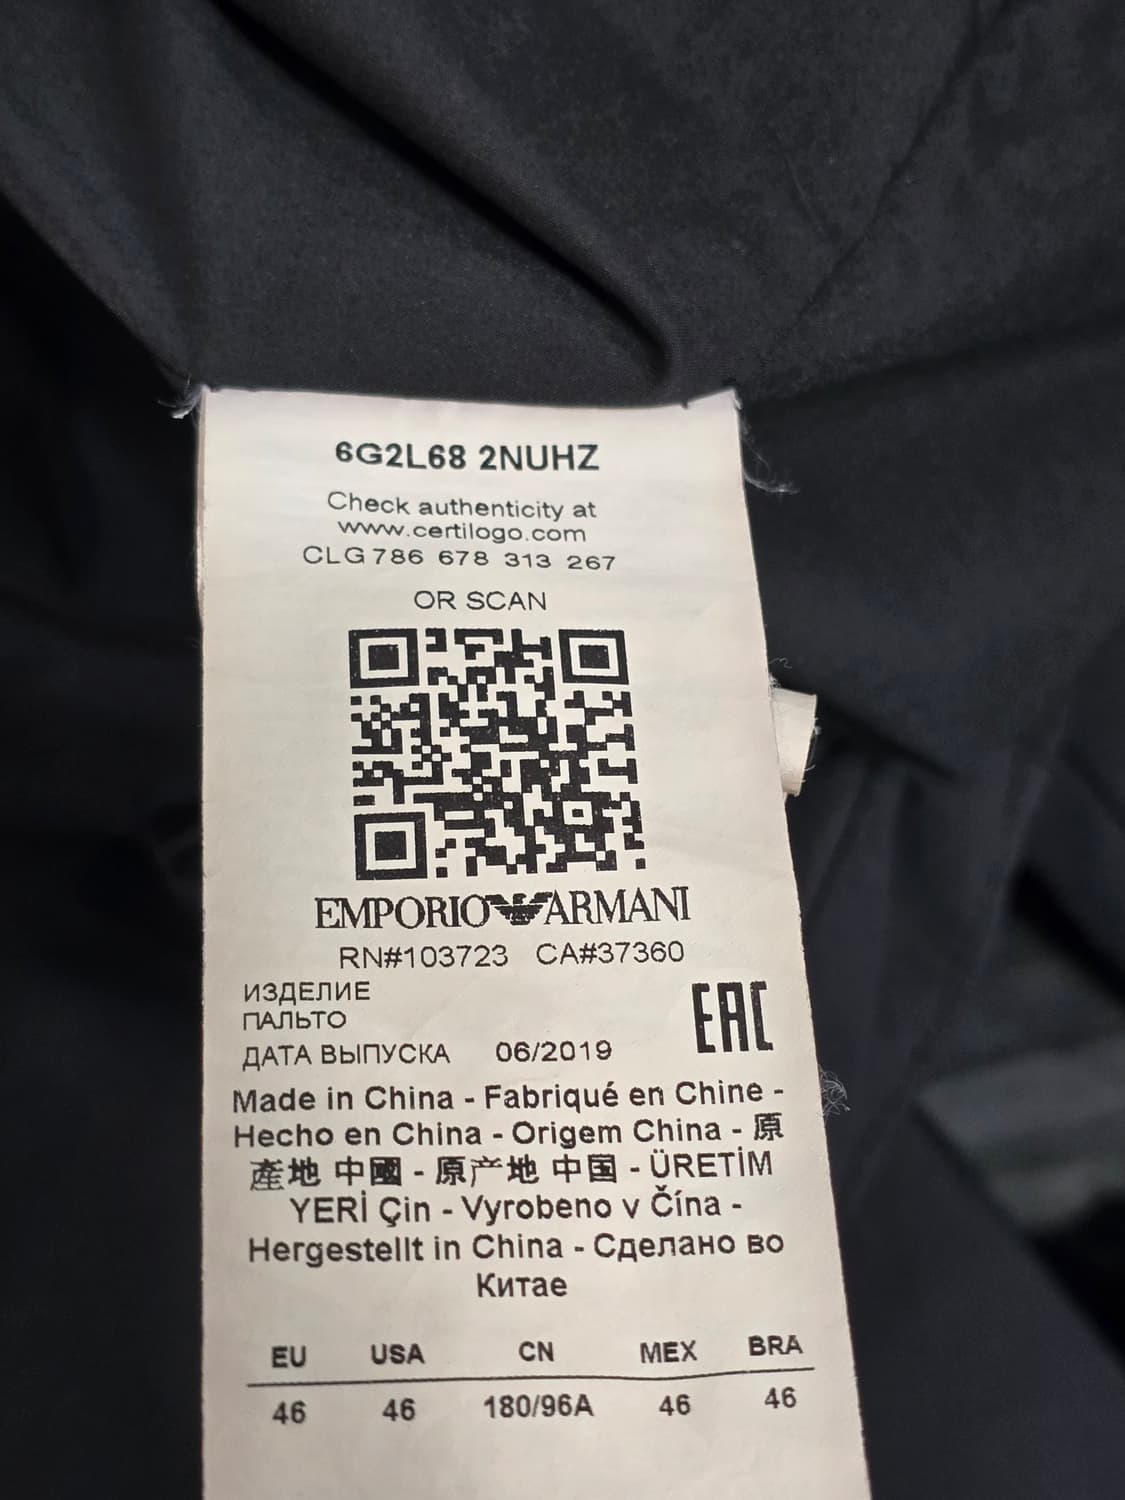 6G2L68 2NUHZ
Check authenticity at
www.certilogo.com
CLG 786 678 313 267
OR SCAN
EMPORIO ARMANI
RN#103723 CA#37360
ИЗДЕЛИЕ
ПАЛЬТО
EAC
ДАТА ВЫПУСКА 06/2019
Made in China - Fabriqué en Chine -
Hecho en China - Origem China - 原
產地 中國 - 原产地 中国 - ÜRETİM
YERİ Çin - Vyrobeno v Čína -
Hergestellt in China - Сделано во
Китае
EU USA CN MEX BRA
46 46 180/96A 46 46